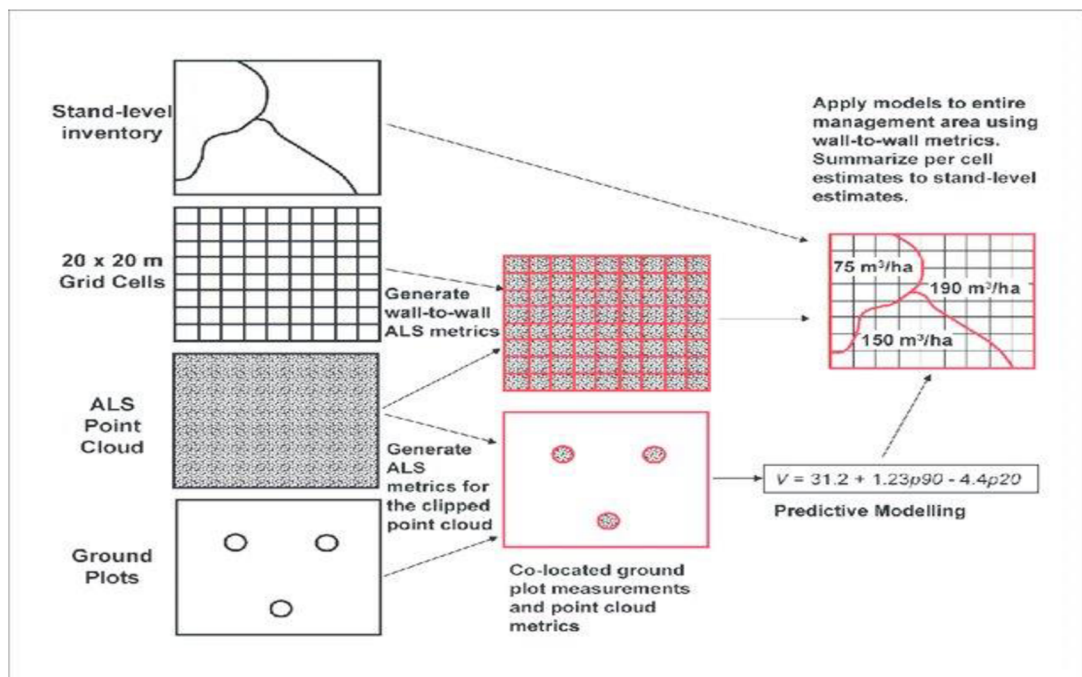 Stand-level
inventory
20 x 20 m
Grid Cells
ALS
Point
Cloud
Ground
Plots
Generate
wall-to-wall
ALS metrics
Generate
ALS
metrics for
the clipped
point cloud
Co-located ground
plot measurements
and point cloud
metrics
Apply models to entire
management area using
wall-to-wall metrics.
Summarize per cell
estimates to stand-level
estimates.
75 m³/ha
190 m³/ha
150 m³/ha
V = 31.2 + 1.23p90 - 4.4p20
Predictive Modelling